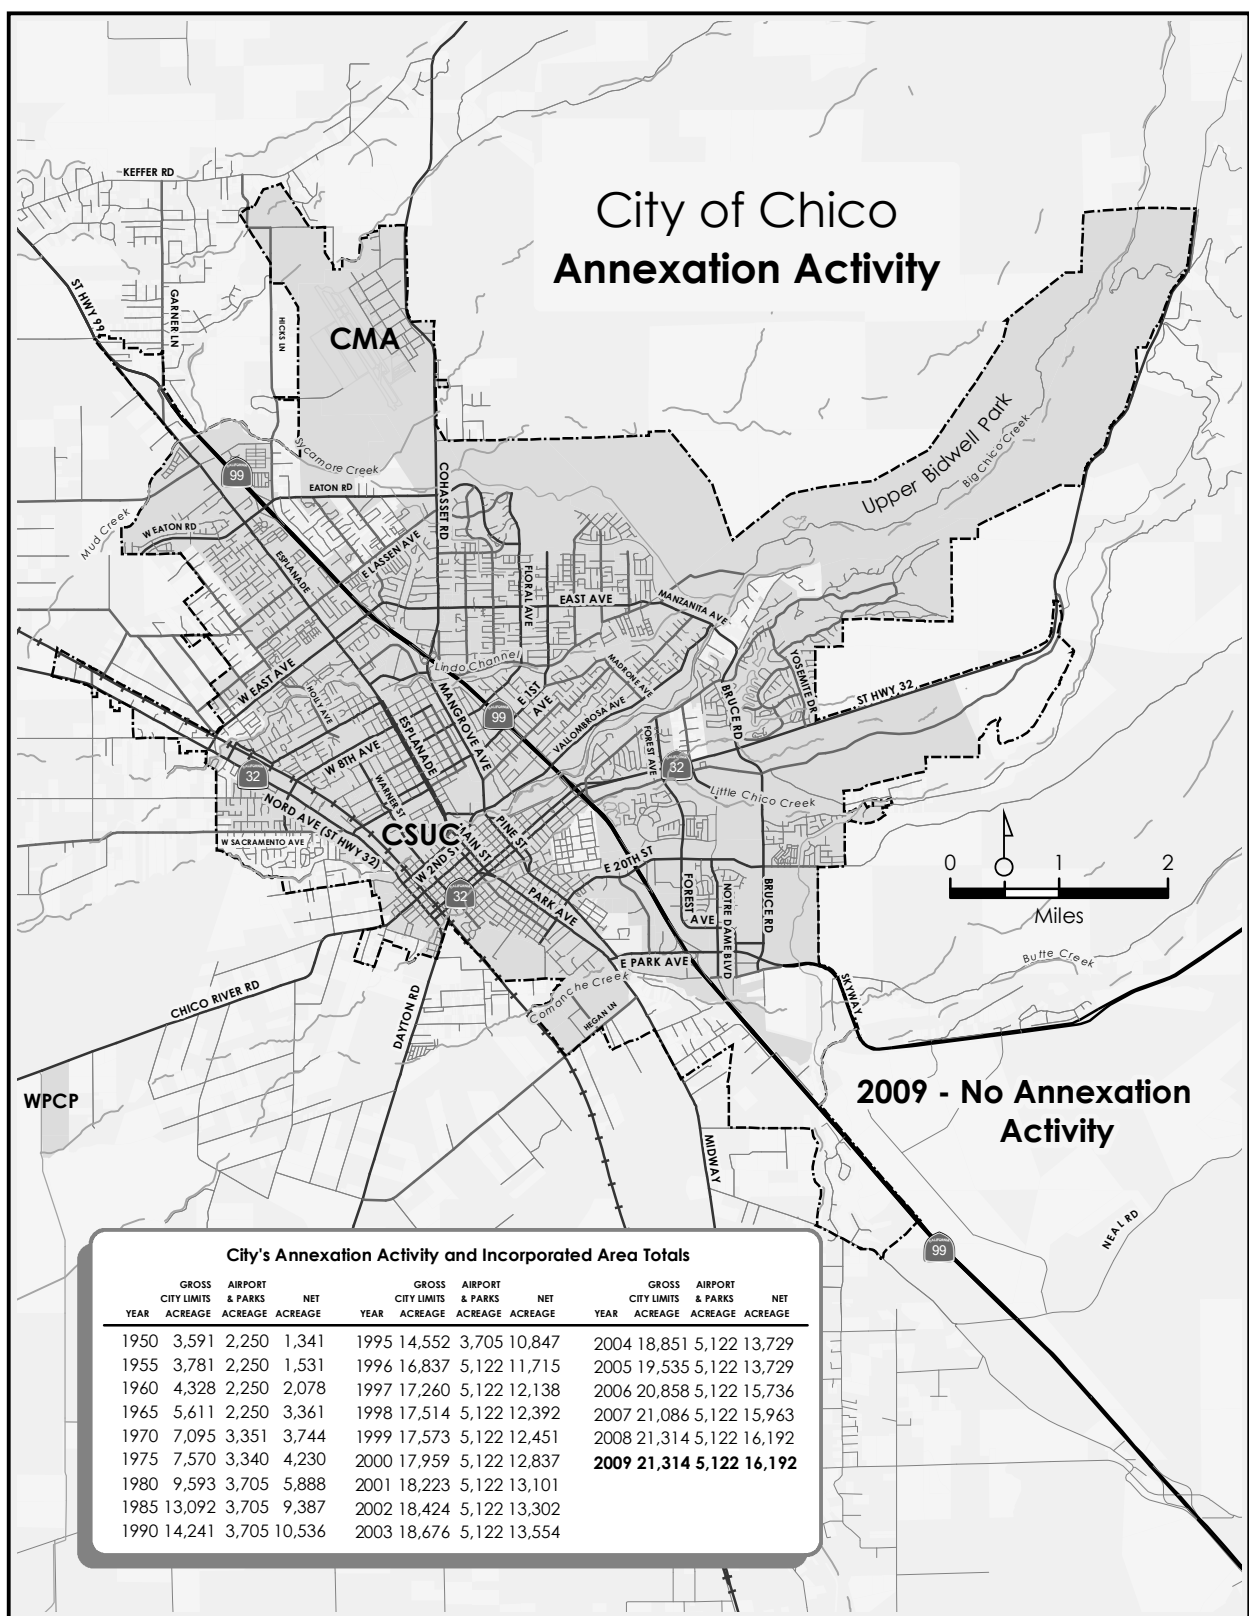 KEFFER RD
City of Chico
Annexation Activity
ST HWY 99
GARNER LN
HICKS LN
CMA
Upper Bidwell Park
Big Chico Creek
Sycamore Creek
CALIFORNIA
99
EATON RD
COHASSET RD
Mud Creek
W EATON RD
ESPLANADE
E LASSEN AVE
FLORAL AVE
EAST AVE
MANZANITA AVE
Lindo Channel
MADRONE AVE
YOSEMITE DR
W EAST AVE
HOLLY AVE
MANGROVE AVE
E 1ST
AVE
BRUCE RD
ST HWY 32
CALIFORNIA
99
VALLOMBROSA AVE
ESPLANADE
FOREST AVE
W 8TH AVE
CALIFORNIA
32
CALIFORNIA
32
WARNER ST
Little Chico Creek
NORD AVE (ST HWY 32)
CSUC
MAIN ST
PINE ST
W SACRAMENTO AVE
W 2ND ST
E 20TH ST
0 1 2
Miles
CALIFORNIA
32
PARK AVE
FOREST
AVE
NOTRE DAME BLVD
BRUCE RD
E PARK AVE
Butte Creek
SKYWAY
Comanche Creek
CHICO RIVER RD
DAYTON RD
HEGAN LN
WPCP
2009 - No Annexation
Activity
MIDWAY
NEAL RD
CALIFORNIA
99
City's Annexation Activity and Incorporated Area Totals
GROSS AIRPORT GROSS AIRPORT GROSS AIRPORT
CITY LIMITS & PARKS NET CITY LIMITS & PARKS NET CITY LIMITS & PARKS NET
YEAR ACREAGE ACREAGE ACREAGE YEAR ACREAGE ACREAGE ACREAGE YEAR ACREAGE ACREAGE ACREAGE
1950 3,591 2,250 1,341 1995 14,552 3,705 10,847 2004 18,851 5,122 13,729
1955 3,781 2,250 1,531 1996 16,837 5,122 11,715 2005 19,535 5,122 13,729
1960 4,328 2,250 2,078 1997 17,260 5,122 12,138 2006 20,858 5,122 15,736
1965 5,611 2,250 3,361 1998 17,514 5,122 12,392 2007 21,086 5,122 15,963
1970 7,095 3,351 3,744 1999 17,573 5,122 12,451 2008 21,314 5,122 16,192
1975 7,570 3,340 4,230 2000 17,959 5,122 12,837 2009 21,314 5,122 16,192
1980 9,593 3,705 5,888 2001 18,223 5,122 13,101
1985 13,092 3,705 9,387 2002 18,424 5,122 13,302
1990 14,241 3,705 10,536 2003 18,676 5,122 13,554